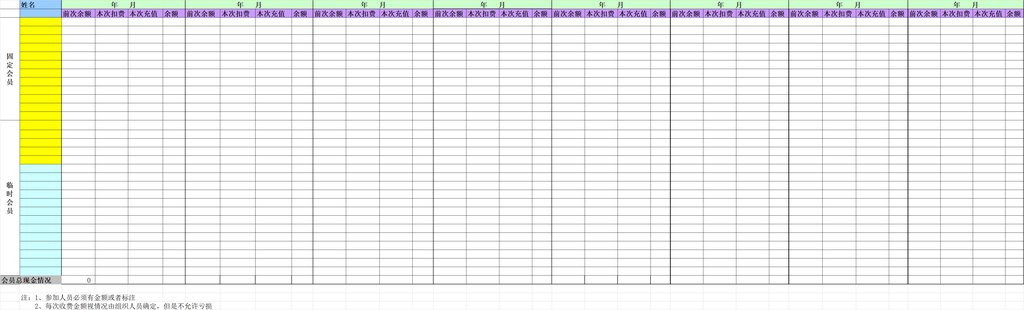 姓名 年 月 年 月 年 月 年 月 年 月 年 月 年 月 年 月
前次余额 本次扣费 本次充值 余额 前次余额 本次扣费 本次充值 余额 前次余额 本次扣费 本次充值 余额 前次余额 本次扣费 本次充值 余额 前次余额 本次扣费 本次充值 余额 前次余额 本次扣费 本次充值 余额 前次余额 本次扣费 本次充值 余额 前次余额 本次扣费 本次充值 余额
固定会员
临时会员
会员总现金情况 0
注：1、参加人员必须有金额或者标注
2、每次收费金额视情况由组织人员确定，但是不允许亏损